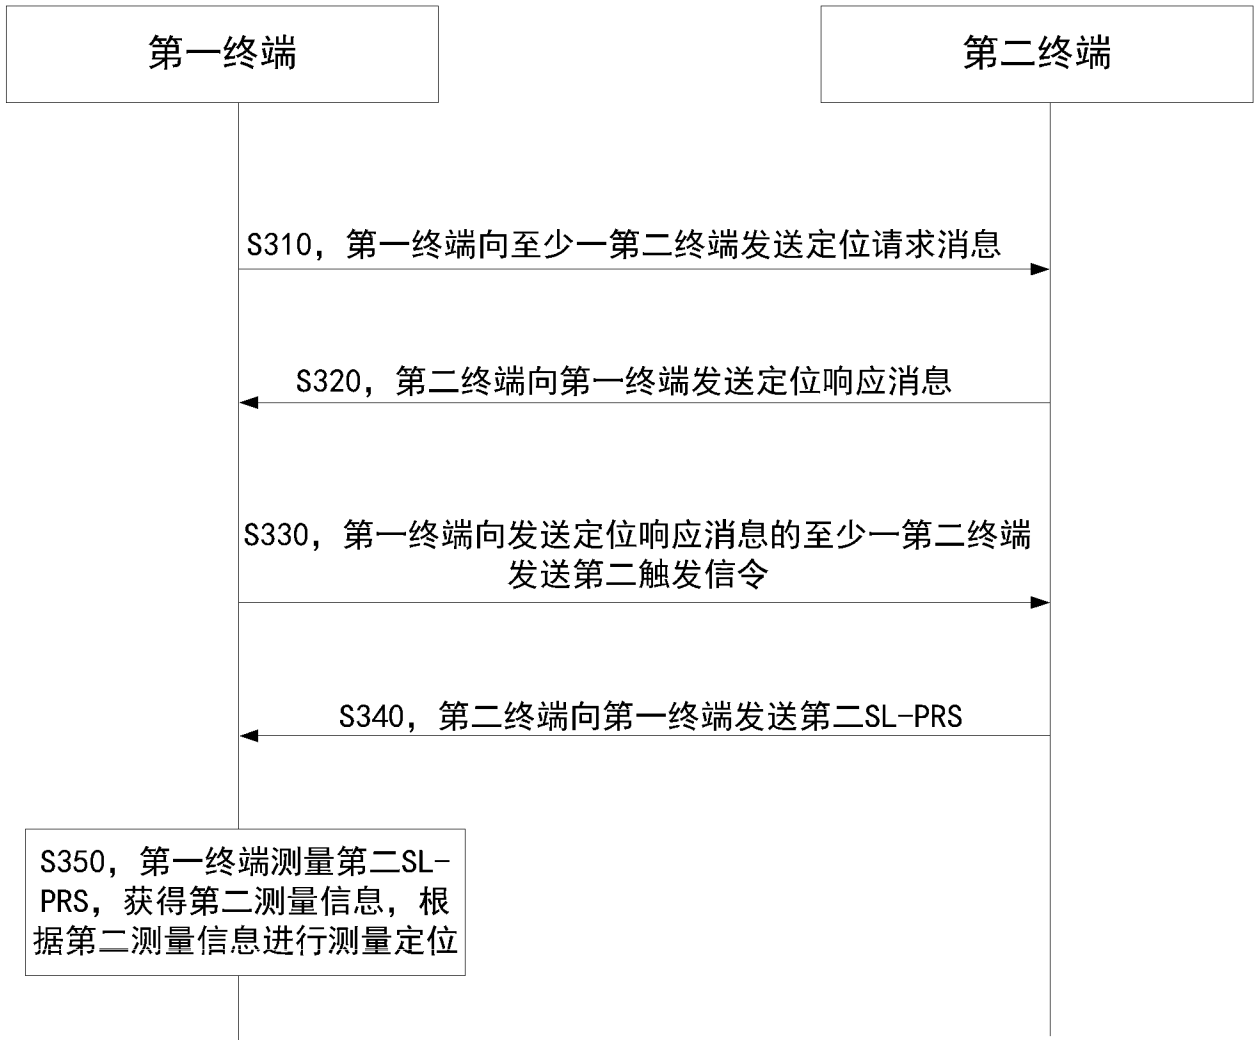 第一终端
第二终端
S310，第一终端向至少一第二终端发送定位请求消息
S320，第二终端向第一终端发送定位响应消息
S330，第一终端向发送定位响应消息的至少一第二终端
发送第二触发信令
S340，第二终端向第一终端发送第二SL-PRS
S350，第一终端测量第二SL-
PRS，获得第二测量信息，根
据第二测量信息进行测量定位